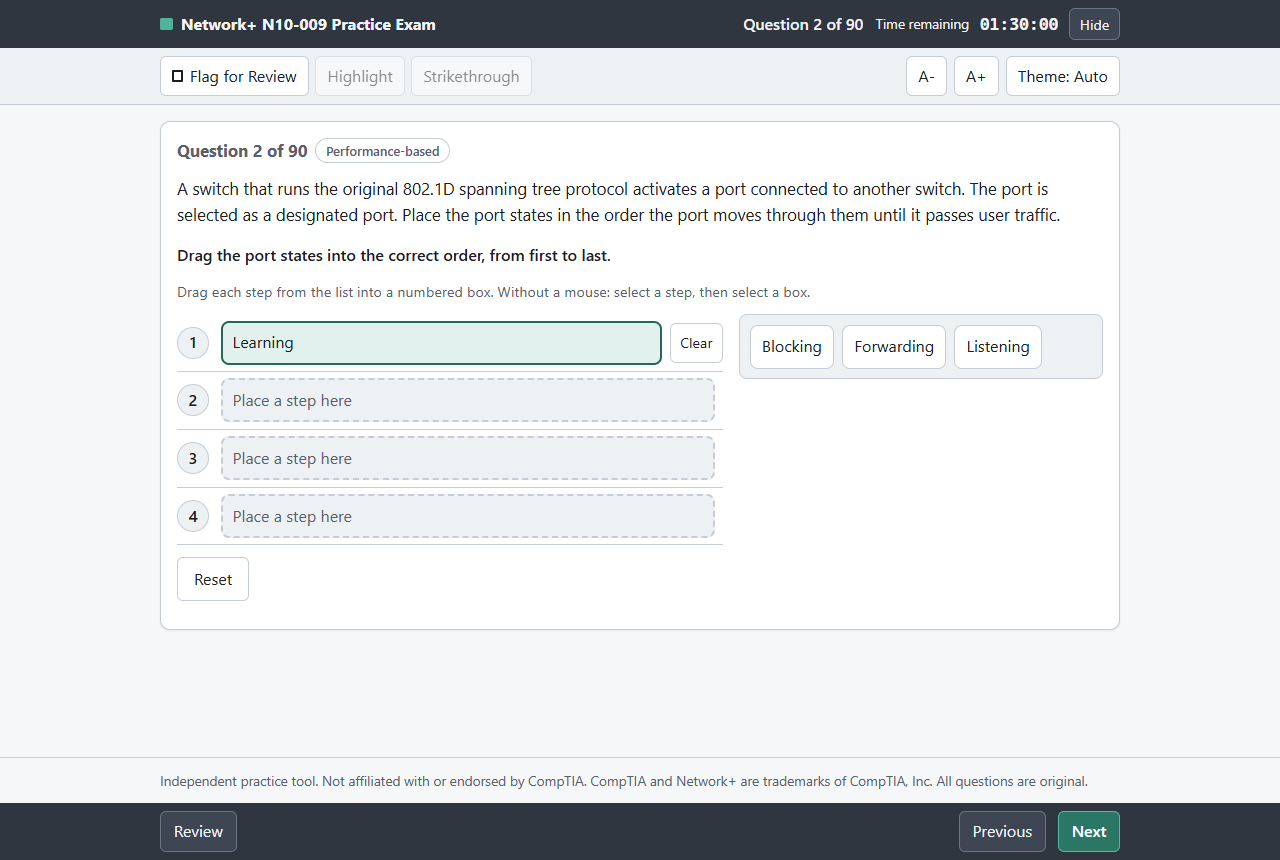 Network+ N10-009 Practice Exam
Question 2 of 90
Time remaining
01:30:00
Hide
Flag for Review
Highlight
Strikethrough
A-
A+
Theme: Auto
Question 2 of 90
Performance-based
A switch that runs the original 802.1D spanning tree protocol activates a port connected to another switch. The port is
selected as a designated port. Place the port states in the order the port moves through them until it passes user traffic.
Drag the port states into the correct order, from first to last.
Drag each step from the list into a numbered box. Without a mouse: select a step, then select a box.
1
Learning
Clear
2
Place a step here
3
Place a step here
4
Place a step here
Blocking
Forwarding
Listening
Reset
Independent practice tool. Not affiliated with or endorsed by CompTIA. CompTIA and Network+ are trademarks of CompTIA, Inc. All questions are original.
Review
Previous
Next